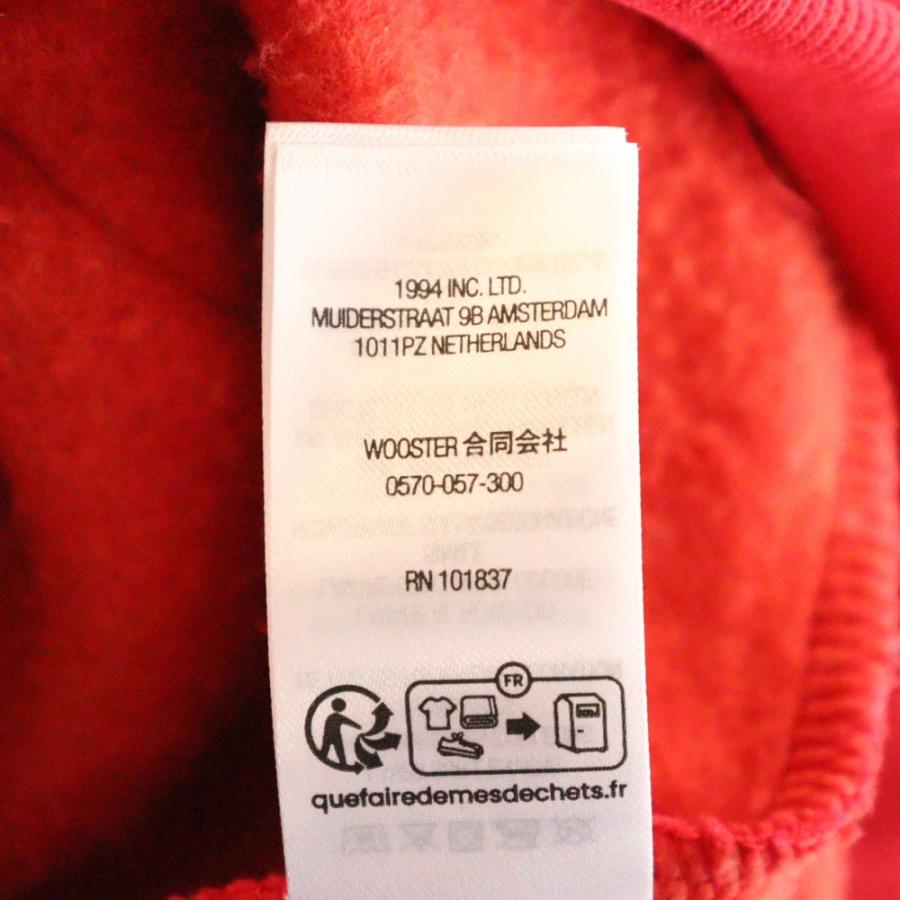 1994 INC. LTD.
MUIDERSTRAAT 9B AMSTERDAM
1011PZ NETHERLANDS
WOOSTER 合同会社
0570-057-300
RN 101837
FR
quefairedemesdechets.fr